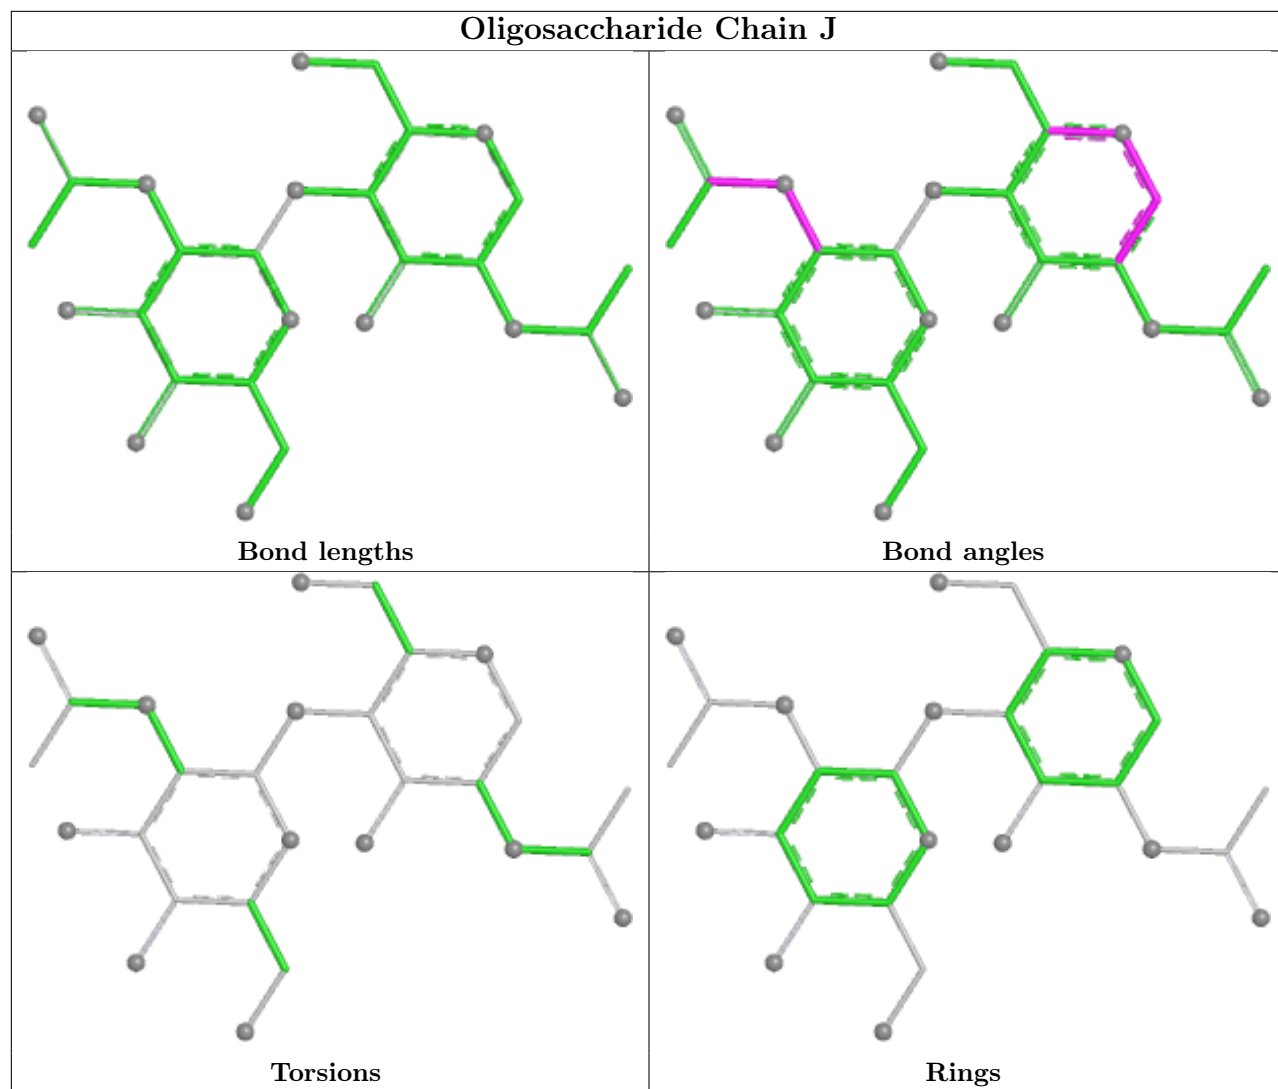 Oligosaccharide Chain J
Bond lengths
Bond angles
Torsions
Rings